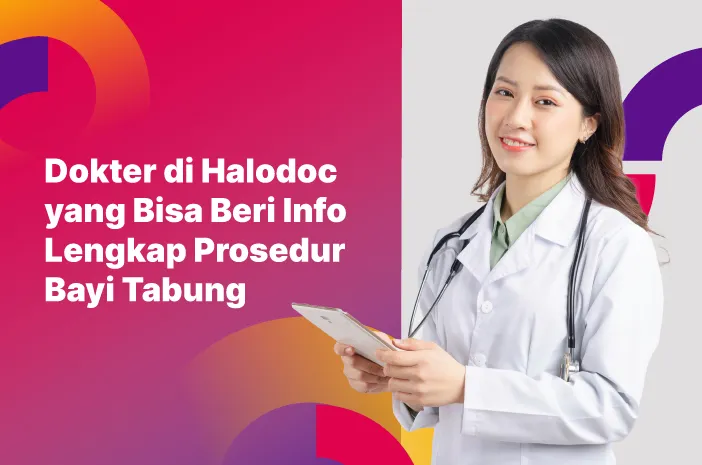 Dokter di Halodoc
yang Bisa Beri Info
Lengkap Prosedur
Bayi Tabung